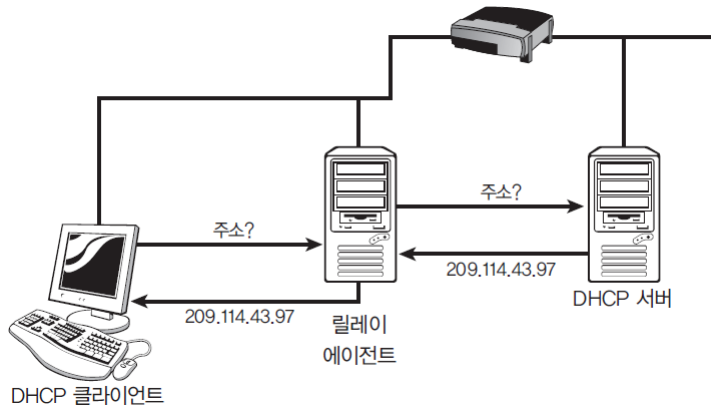 주소?
주소?
209.114.43.97
DHCP 서버
209.114.43.97
릴레이
에이전트
DHCP 클라이언트